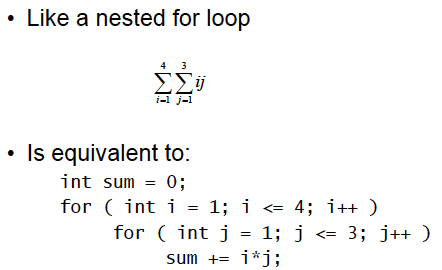 • Like a nested for loop
4 3
∑ ∑ ij
i=1 j=1
• Is equivalent to:
int sum = 0;
for ( int i = 1; i <= 4; i++ )
for ( int j = 1; j <= 3; j++ )
sum += i*j;